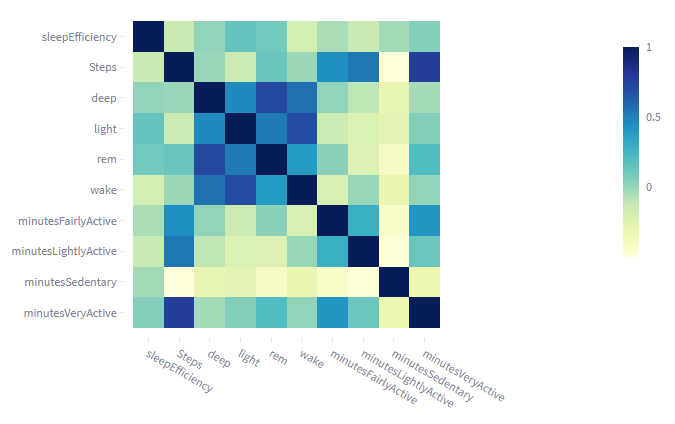 sleepEfficiency
Steps
deep
light
rem
wake
minutesFairlyActive
minutesLightlyActive
minutesSedentary
minutesVeryActive
sleepEfficiency
Steps
deep
light
rem
wake
minutesFairlyActive
minutesLightlyActive
minutesSedentary
minutesVeryActive
1
0.5
0